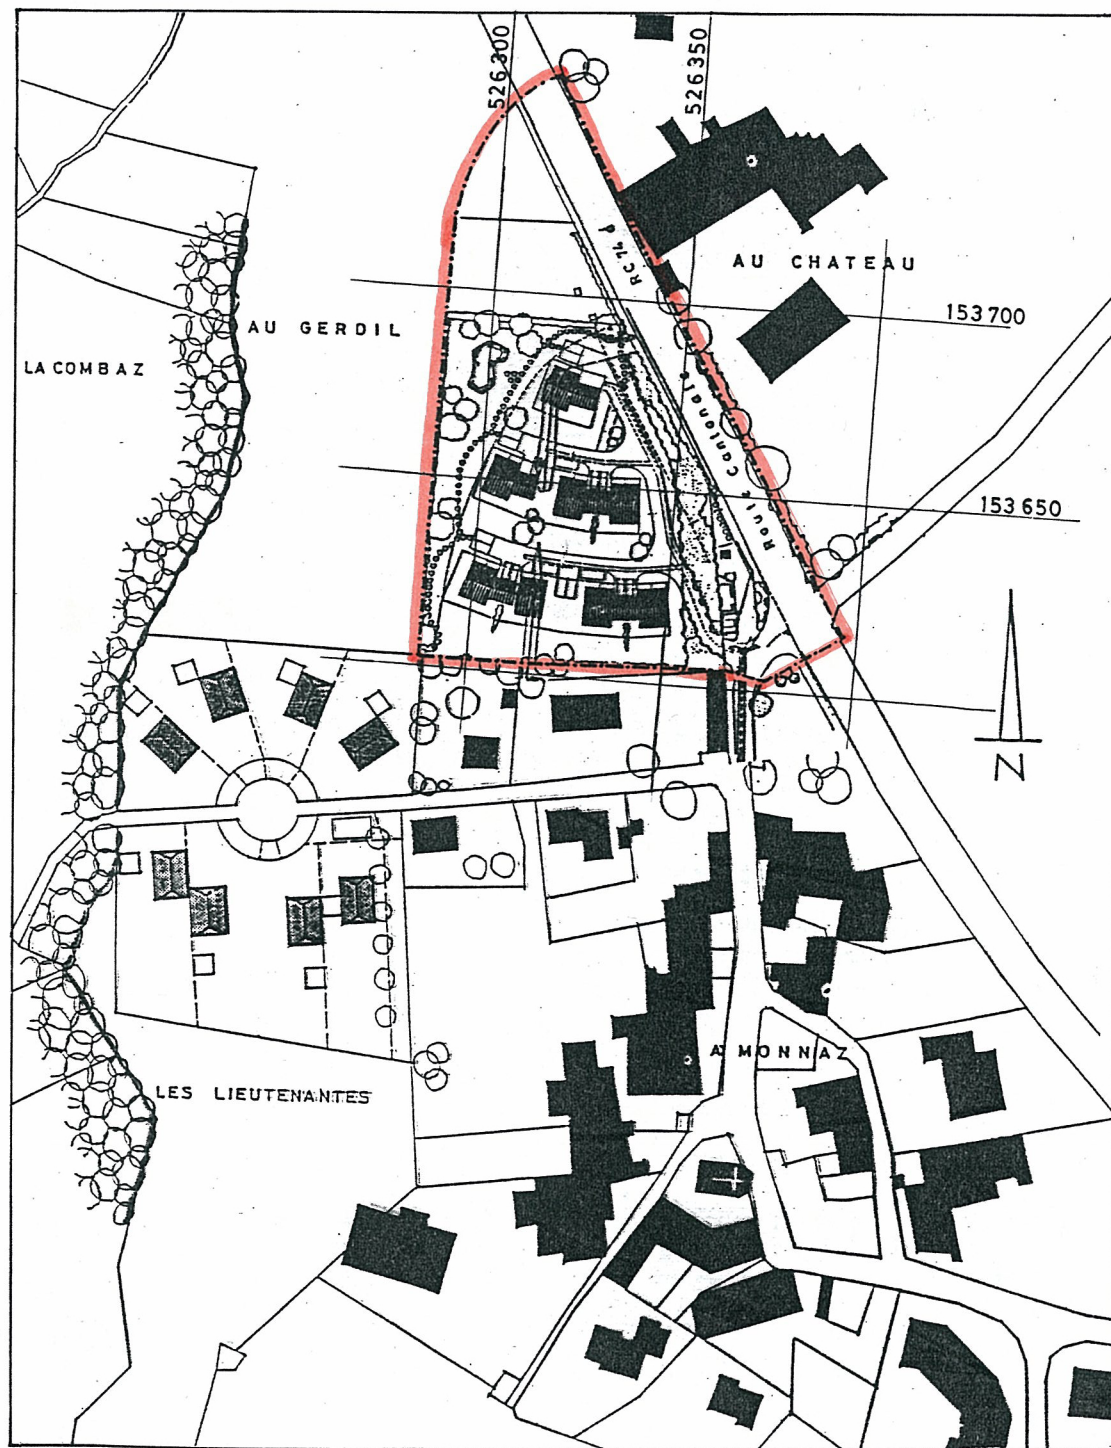 526 300
526 350
RC 74 d
AU CHATEAU
153 700
AU GERDIL
LA COMBAZ
Route Cantonale
153 650
N
A MONNAZ
LES LIEUTENANTES